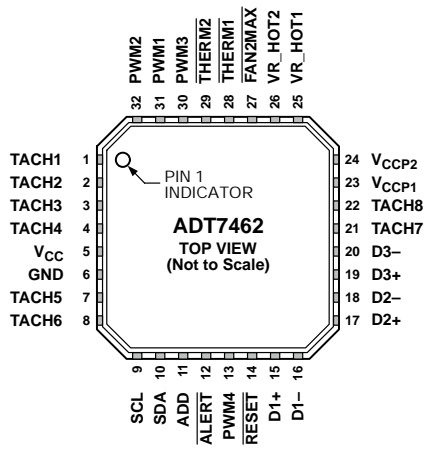 PWM2 PWM1 PWM3 THERM2 THERM1 FAN2MAX VR_HOT2 VR_HOT1
32 31 30 29 28 27 26 25
TACH1 1
TACH2 2
TACH3 3
TACH4 4
VCC 5
GND 6
TACH5 7
TACH6 8
PIN 1
INDICATOR
ADT7462
TOP VIEW
(Not to Scale)
24 VCCP2
23 VCCP1
22 TACH8
21 TACH7
20 D3–
19 D3+
18 D2–
17 D2+
9 10 11 12 13 14 15 16
SCL SDA ADD ALERT PWM4 RESET D1+ D1–